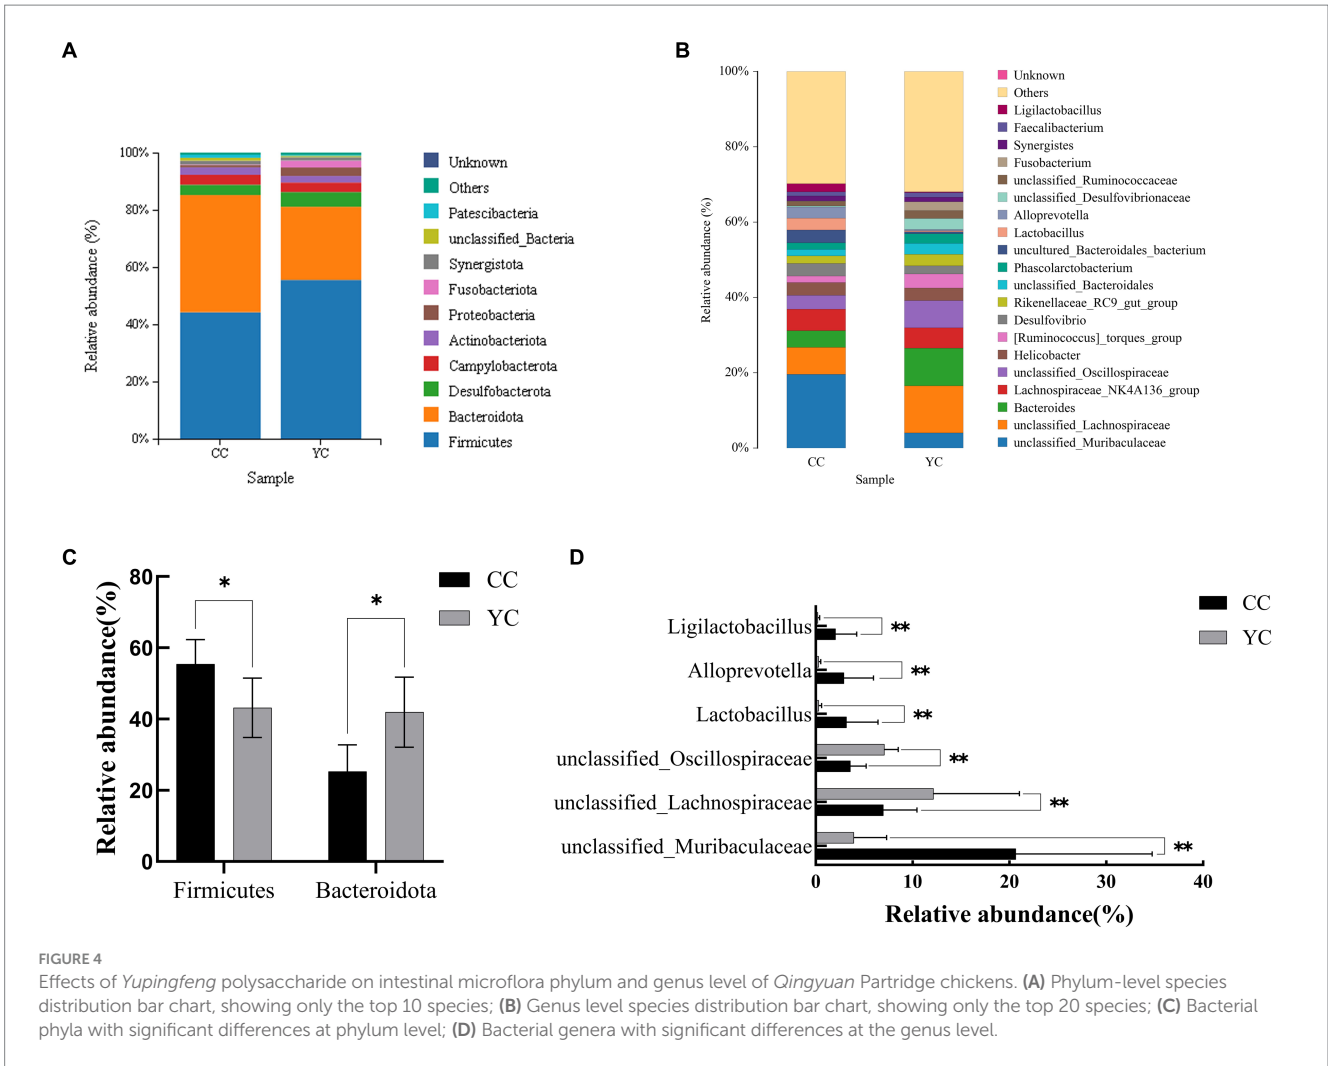 A
100%
80%
60%
40%
20%
0%
Relative abundance (%)
CC
YC
Sample
Unknown
Others
Patescibacteria
unclassified_Bacteria
Synergistota
Fusobacteriota
Proteobacteria
Actinobacteriota
Campylobacterota
Desulfobacterota
Bacteroidota
Firmicutes
B
100%
80%
60%
40%
20%
0%
Relative abundance (%)
CC
YC
Sample
Unknown
Others
Ligilactobacillus
Faecalibacterium
Synergistes
Fusobacterium
unclassified_Ruminococcaceae
unclassified_Desulfovibrionaceae
Alloprevotella
Lactobacillus
uncultured_Bacteroidales_bacterium
Phascolarctobacterium
unclassified_Bacteroidales
Rikenellaceae_RC9_gut_group
Desulfovibrio
[Ruminococcus]_torques_group
Helicobacter
unclassified_Oscillospiraceae
Lachnospiraceae_NK4A136_group
Bacteroides
unclassified_Lachnospiraceae
unclassified_Muribaculaceae
C
80
60
40
20
0
Relative abundance(%)
*
*
CC
YC
Firmicutes
Bacteroidota
D
CC
YC
Ligilactobacillus
**
Alloprevotella
**
Lactobacillus
**
unclassified_Oscillospiraceae
**
unclassified_Lachnospiraceae
**
unclassified_Muribaculaceae
**
0
10
20
30
40
Relative abundance(%)
FIGURE 4
Effects of Yupingfeng polysaccharide on intestinal microflora phylum and genus level of Qingyuan Partridge chickens. (A) Phylum-level species
distribution bar chart, showing only the top 10 species; (B) Genus level species distribution bar chart, showing only the top 20 species; (C) Bacterial
phyla with significant differences at phylum level; (D) Bacterial genera with significant differences at the genus level.